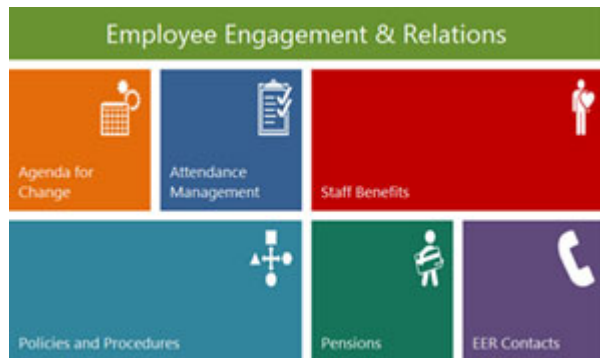 Employee Engagement & Relations
Agenda for
Change
Attendance
Management
Staff Benefits
Policies and Procedures
Pensions
EER Contacts